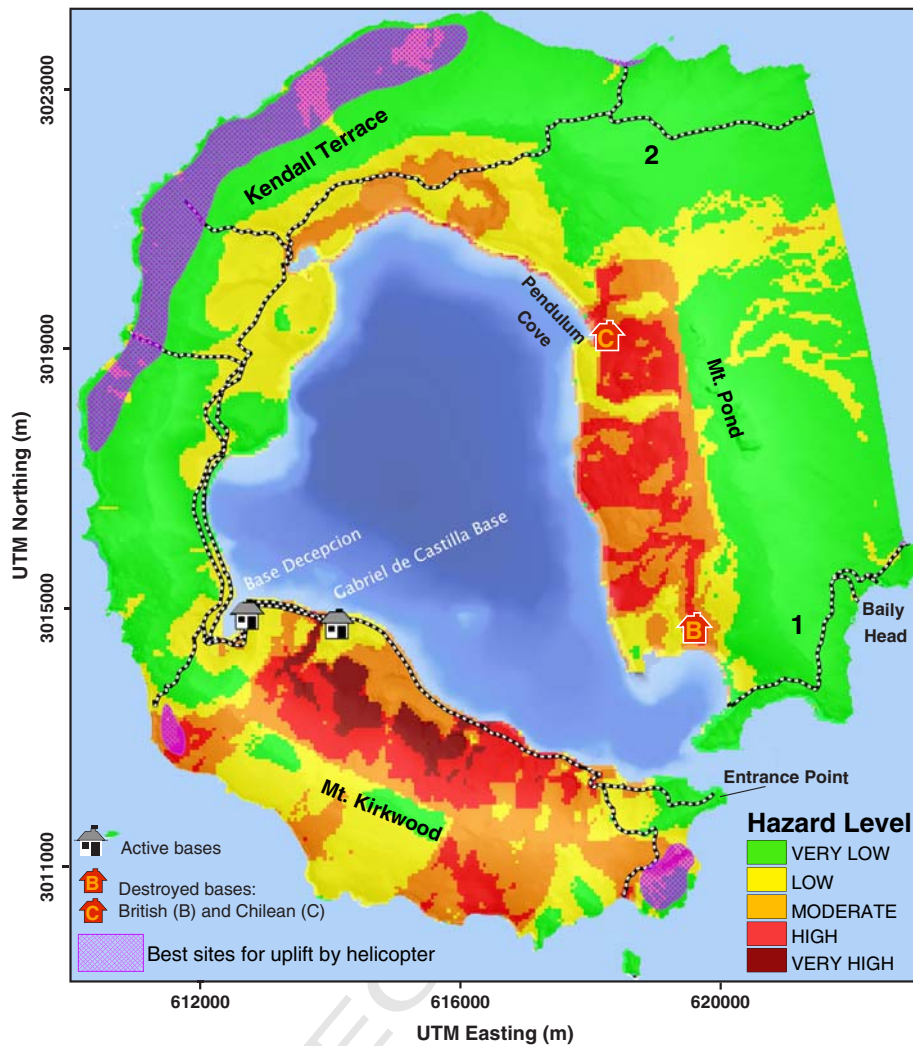 3023000
3019000
3015000
3011000
UTM Northing (m)
Kendall Terrace
2
Pendulum
Cove
C
Mt. Pond
Base Decepcion
Gabriel de Castilla Base
B
1
Baily
Head
Entrance Point
Mt. Kirkwood
Active bases
B
Destroyed bases:
C
British (B) and Chilean (C)
Best sites for uplift by helicopter
Hazard Level
VERY LOW
LOW
MODERATE
HIGH
VERY HIGH
612000
616000
620000
UTM Easting (m)